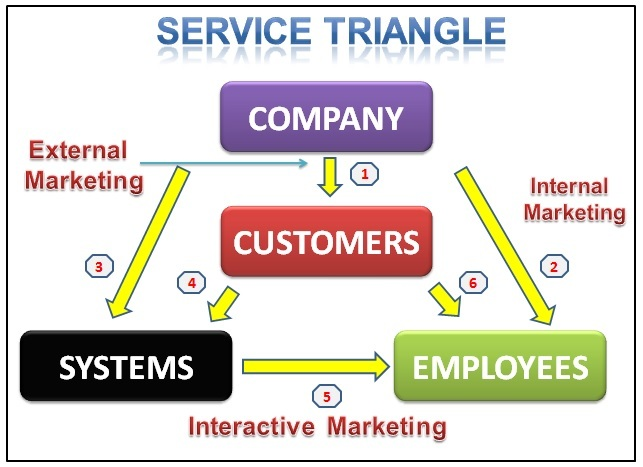 SERVICE TRIANGLE
COMPANY
External
Marketing
1
Internal
Marketing
CUSTOMERS
3
4
6
2
SYSTEMS
EMPLOYEES
5
Interactive Marketing